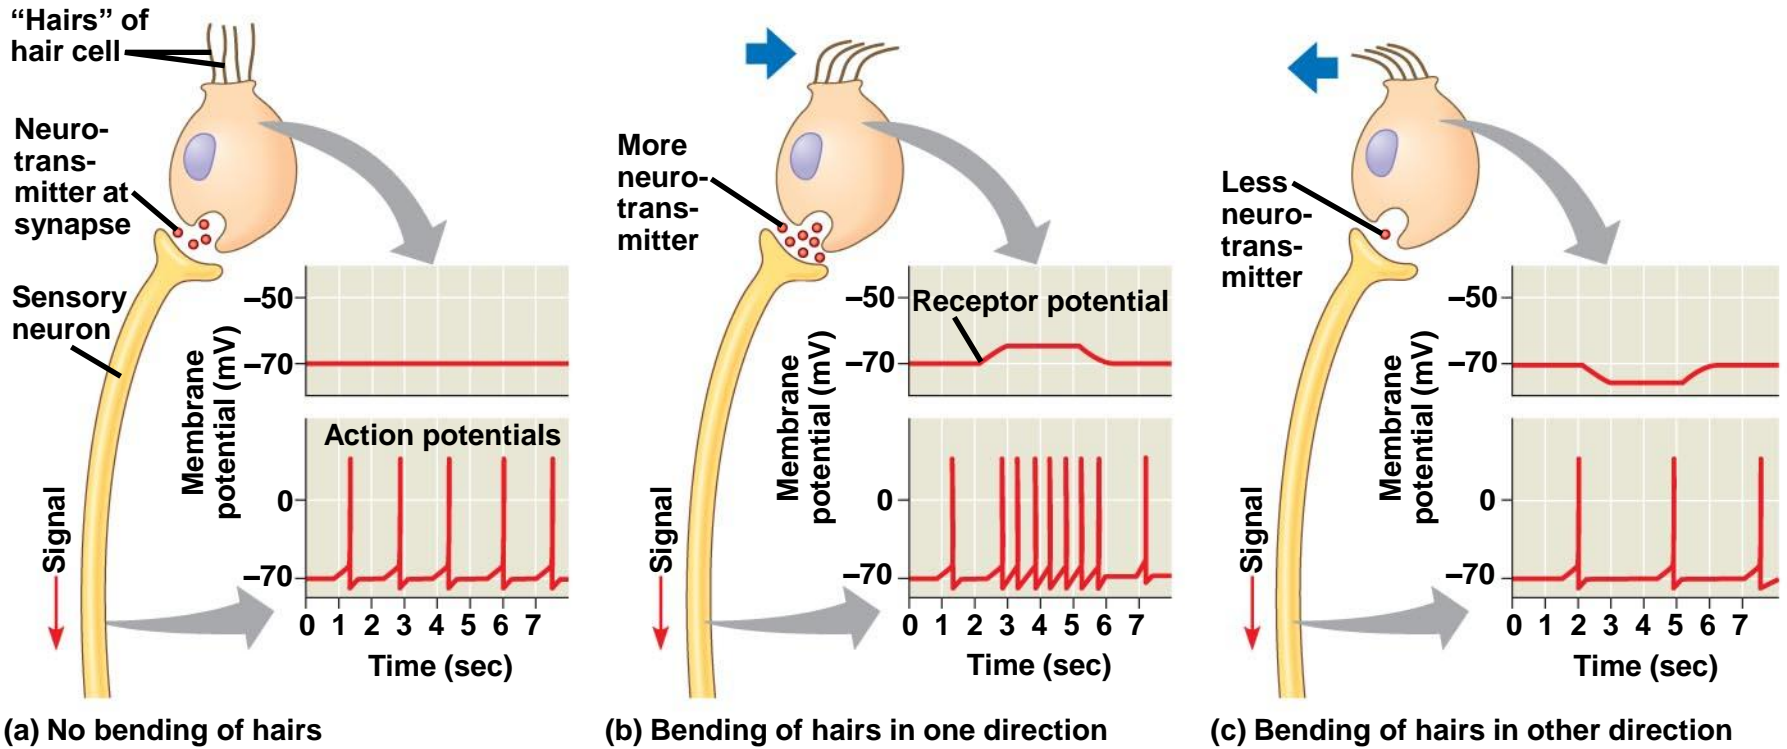 “Hairs” of
hair cell
Neuro-
trans-
mitter at
synapse
Sensory
neuron
Signal
Membrane
potential (mV)
–50
–70
Action potentials
0
–70
0 1 2 3 4 5 6 7
Time (sec)
(a) No bending of hairs
More
neuro-
trans-
mitter
Signal
Membrane
potential (mV)
–50
Receptor potential
–70
0
–70
0 1 2 3 4 5 6 7
Time (sec)
(b) Bending of hairs in one direction
Less
neuro-
trans-
mitter
Signal
Membrane
potential (mV)
–50
–70
0
–70
0 1 2 3 4 5 6 7
Time (sec)
(c) Bending of hairs in other direction